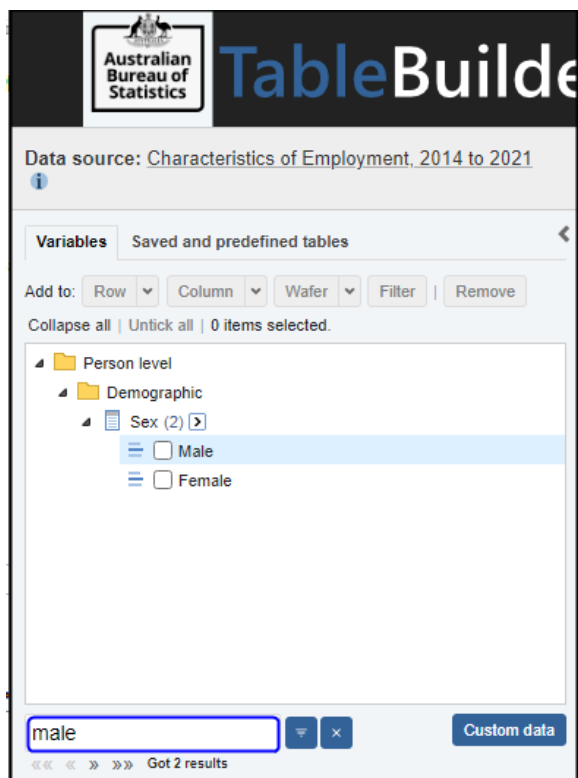 Australian
Bureau of
Statistics
TableBuilde
Data source: Characteristics of Employment, 2014 to 2021
i
Variables Saved and predefined tables
Add to: Row Column Wafer Filter | Remove
Collapse all | Untick all | 0 items selected.
Person level
Demographic
Sex (2)
Male
Female
male
Custom data
Got 2 results